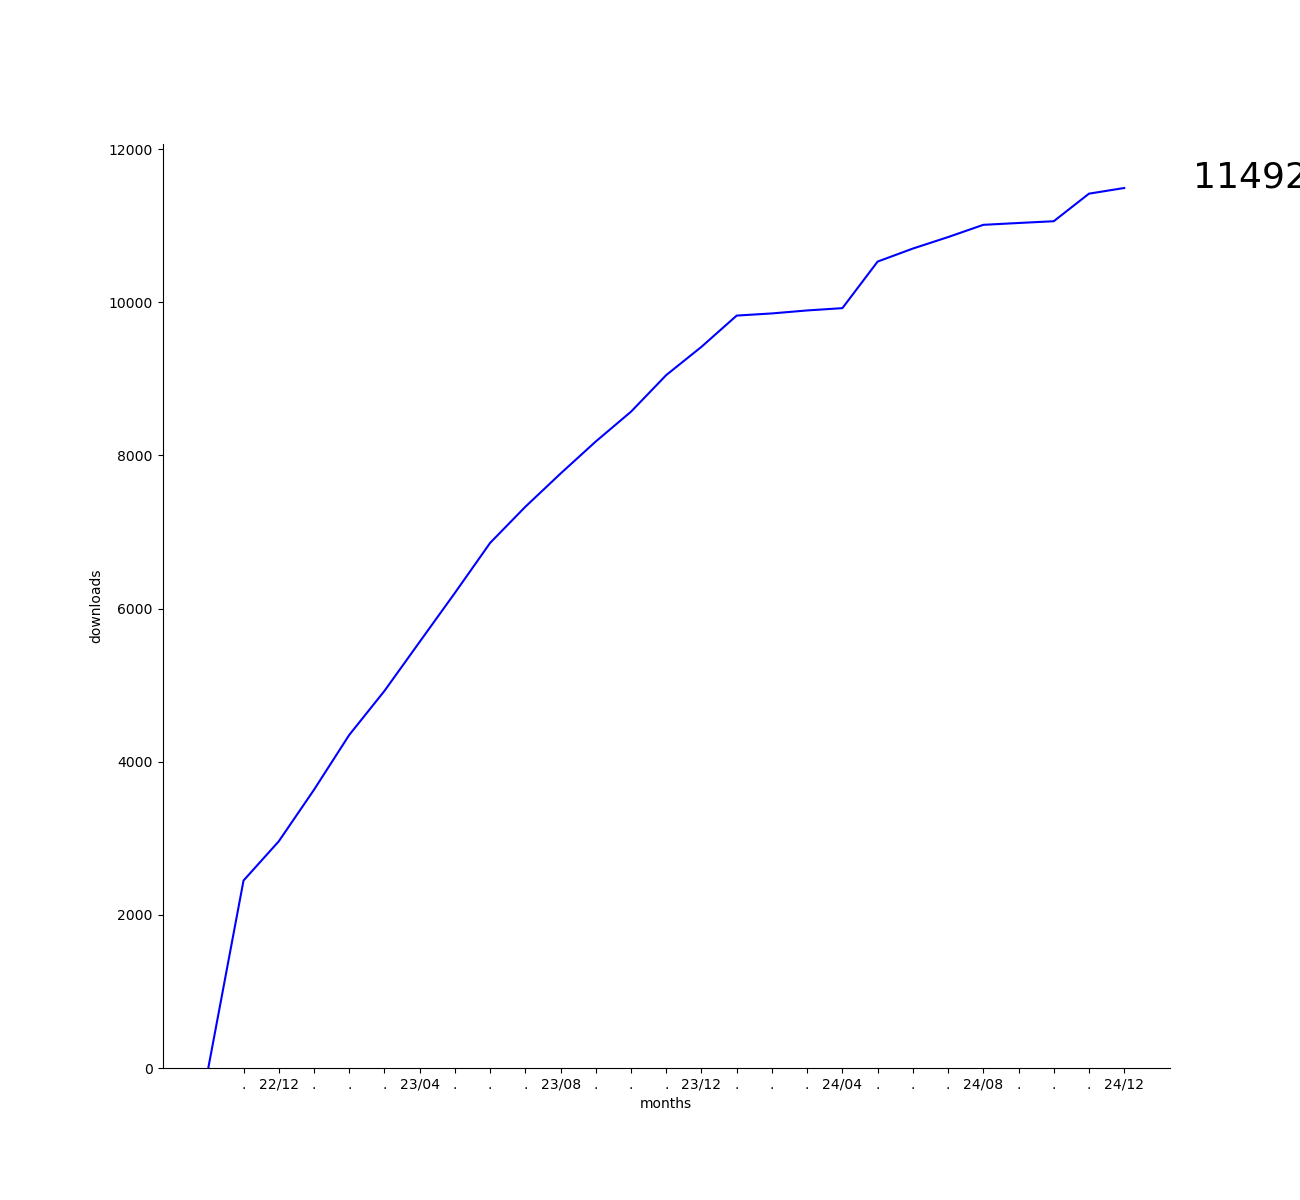 12000
11492
10000
8000
6000
downloads
4000
2000
0
. 22/12 . . . 23/04 . . . 23/08 . . . 23/12 . . . 24/04 . . . 24/08 . . . 24/12
months